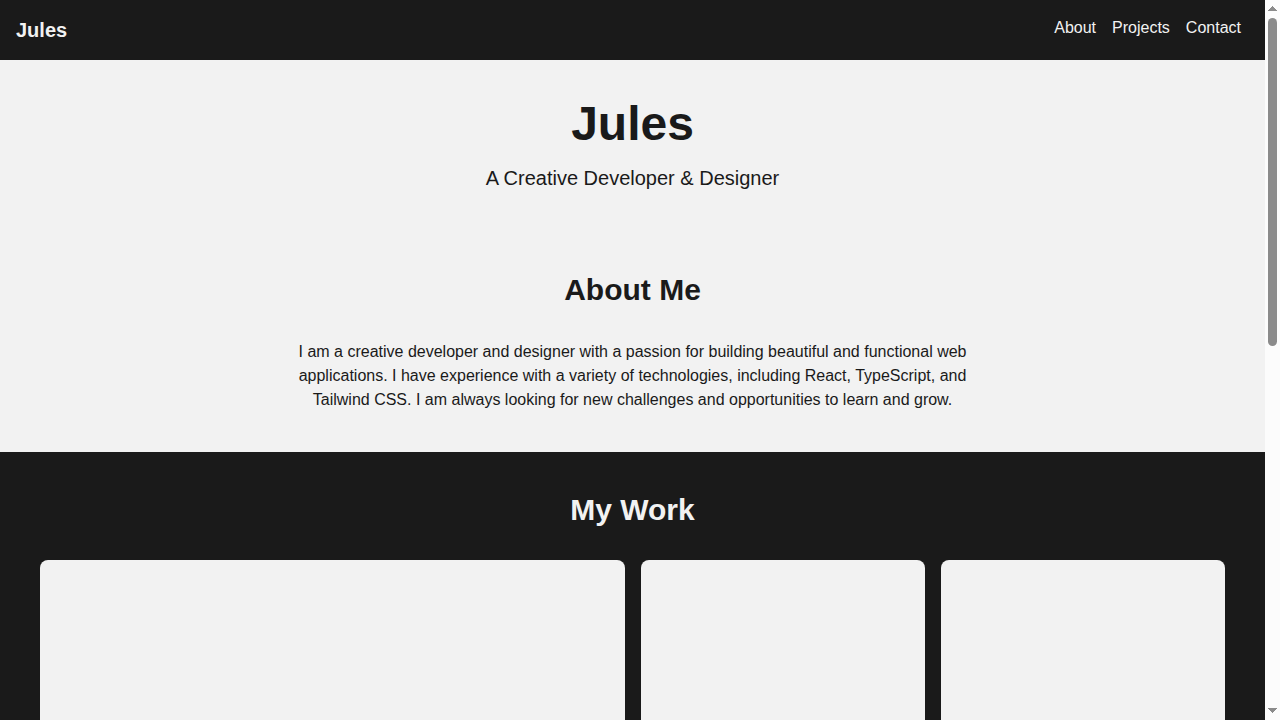 Jules
About Projects Contact
Jules
A Creative Developer & Designer
About Me
I am a creative developer and designer with a passion for building beautiful and functional web
applications. I have experience with a variety of technologies, including React, TypeScript, and
Tailwind CSS. I am always looking for new challenges and opportunities to learn and grow.
My Work